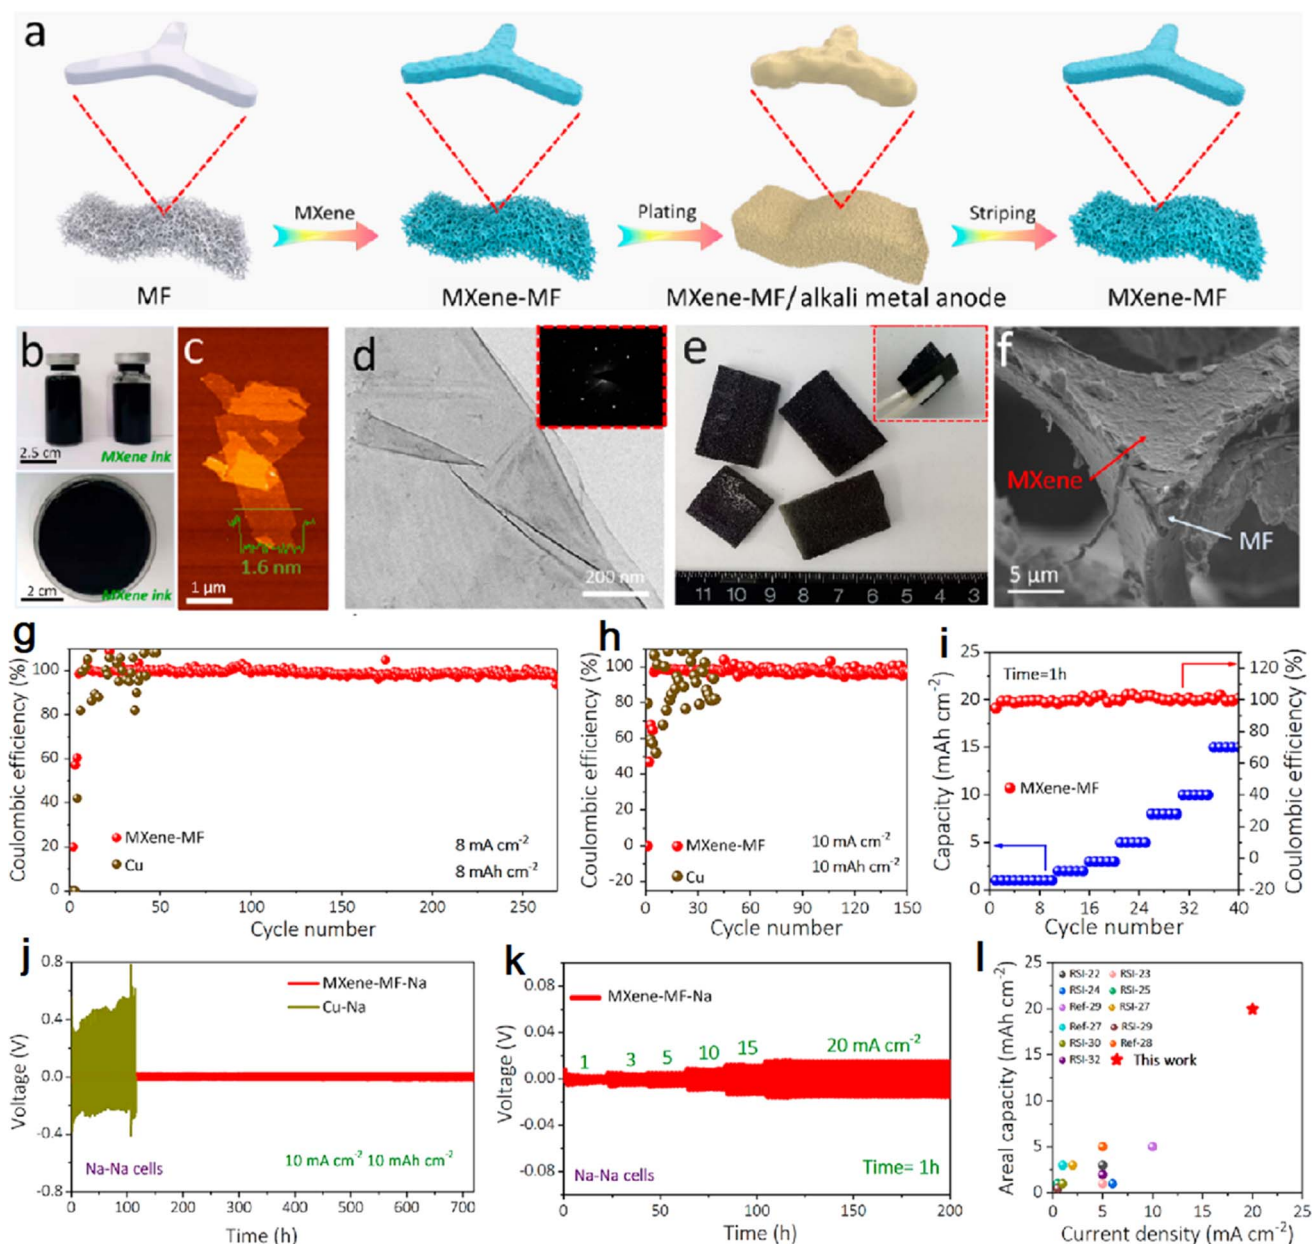 a
MXene
Plating
Striping
MF
MXene-MF
MXene-MF/alkali metal anode
MXene-MF
b
2.5 cm
MXene ink
2 cm
MXene ink
c
1.6 nm
1 μm
d
200 nm
e
11 10 9 8 7 6 5 4 3
f
MXene
MF
5 μm
g
Coulombic efficiency (%)
100
80
60
40
20
0
MXene-MF
Cu
8 mA cm-2
8 mAh cm-2
0 50 100 150 200 250
Cycle number
h
Coulombic efficiency (%)
100
80
60
40
20
0
-20
MXene-MF
Cu
10 mA cm-2
10 mAh cm-2
0 30 60 90 120 150
Cycle number
i
Capacity (mAh cm-2)
25
20
15
10
5
0
Time=1h
MXene-MF
120
100
80
60
40
20
0
-20
Coulombic efficiency (%)
0 8 16 24 32 40
Cycle number
j
Voltage (V)
0.8
0.4
0.0
-0.4
-0.8
MXene-MF-Na
Cu-Na
Na-Na cells
10 mA cm-2 10 mAh cm-2
0 100 200 300 400 500 600 700
Time (h)
k
Voltage (V)
0.08
0.04
0.00
-0.04
-0.08
MXene-MF-Na
1 3 5 10 15 20 mA cm-2
Na-Na cells
Time= 1h
0 50 100 150 200
Time (h)
l
Areal capacity (mAh cm-2)
25
20
15
10
5
0
RSI-22 RSI-23
RSI-24 RSI-25
Ref-29 RSI-27
Ref-27 RSI-29
RSI-30 Ref-28
RSI-32 This work
0 5 10 15 20 25
Current density (mA cm-2)